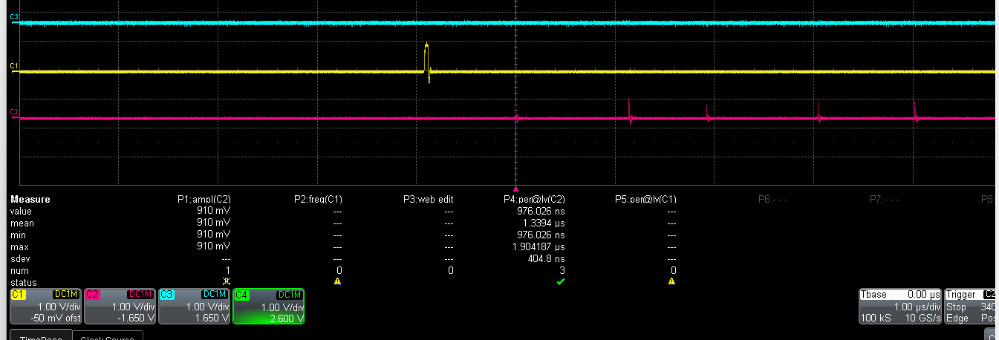 C3
C1
C2
Measure P1:ampl(C2) P2:freq(C1) P3:web edit P4:per@lv(C2) P5:per@lv(C1) P6:- - - P7:- - - P8:
value 910 mV --- --- 976.026 ns ---
mean 910 mV --- --- 1.3394 µs ---
min 910 mV --- --- 976.026 ns ---
max 910 mV --- --- 1.904187 µs ---
sdev --- --- --- 404.8 ns ---
num 1 0 0 3 0
status
C1 DC1M C2 DC1M C3 DC1M C4 DC1M Tbase 0.00 µs Trigger C2
1.00 V/div 1.00 V/div 1.00 V/div 1.00 V/div 1.00 µs/div Stop 340
-50 mV ofst -1.650 V 1.650 V 2.600 V 100 kS 10 GS/s Edge Pos
TimeBase Clock Source